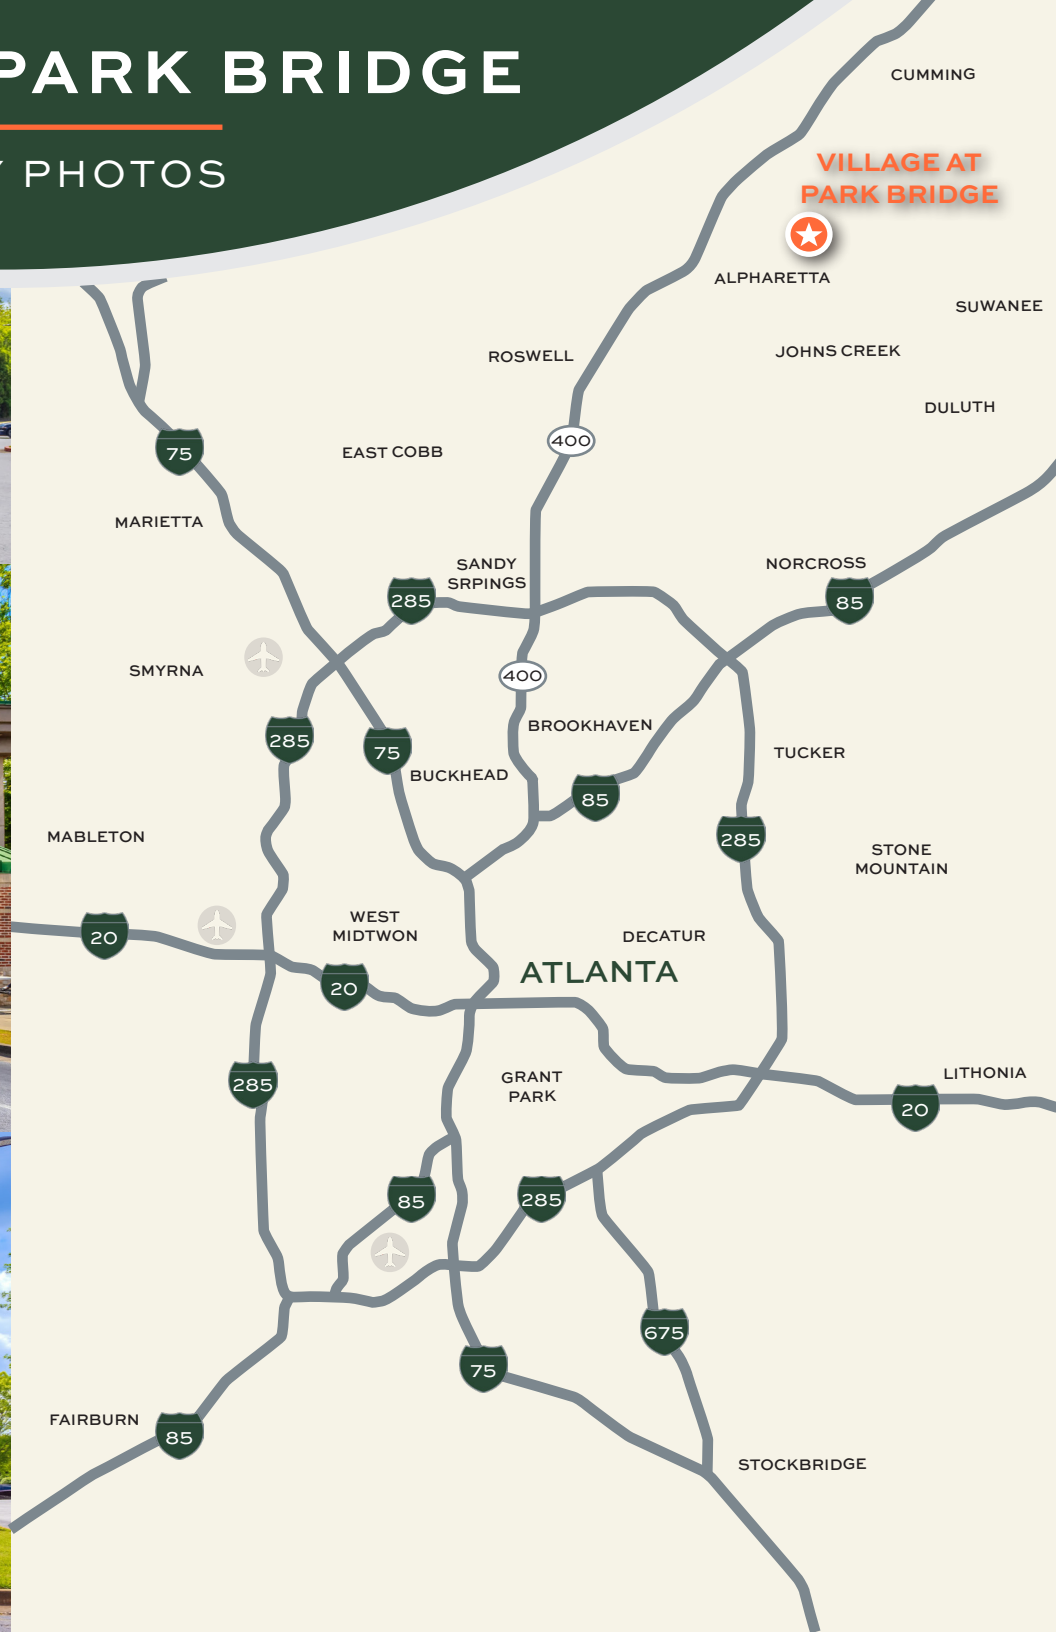 PARK BRIDGE
PHOTOS
CUMMING
VILLAGE AT
PARK BRIDGE
ALPHARETTA
SUWANEE
ROSWELL
JOHNS CREEK
DULUTH
400
EAST COBB
75
MARIETTA
SANDY
SRPINGS
NORCROSS
285
85
SMYRNA
400
BROOKHAVEN
285
75
TUCKER
BUCKHEAD
85
MABLETON
285
STONE
MOUNTAIN
WEST
MIDTWON
20
DECATUR
ATLANTA
20
GRANT
PARK
LITHONIA
285
20
85
285
675
75
FAIRBURN
85
STOCKBRIDGE